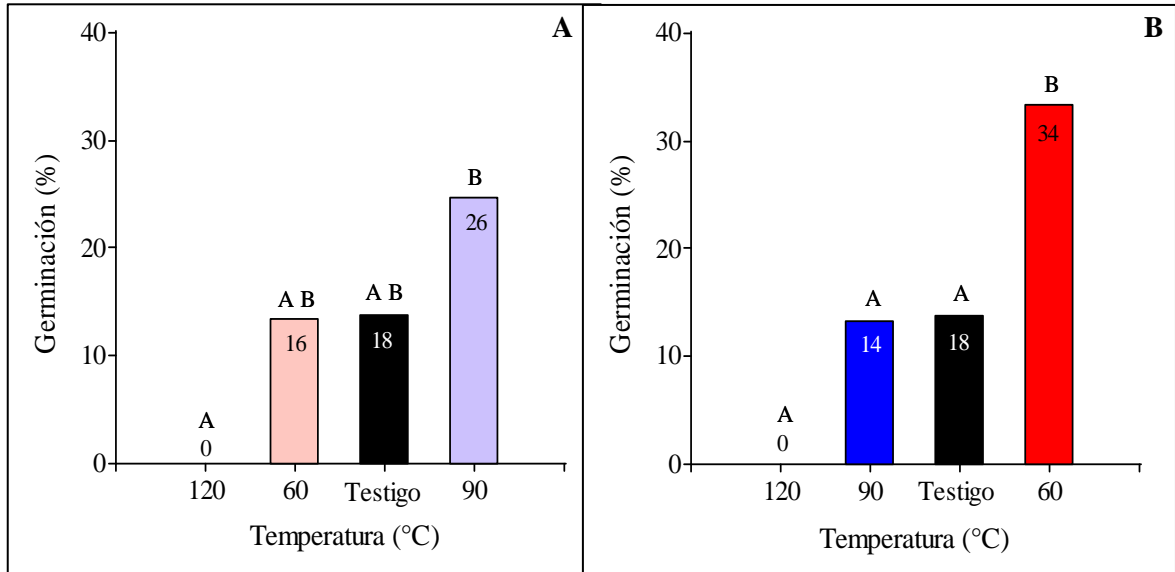 A
40
30
20
10
0
Germinación (%)
A
0
A B
16
A B
18
B
26
120 60 Testigo 90
Temperatura (°C)
B
40
30
20
10
0
Germinación (%)
A
0
A
14
A
18
B
34
120 90 Testigo 60
Temperatura (°C)